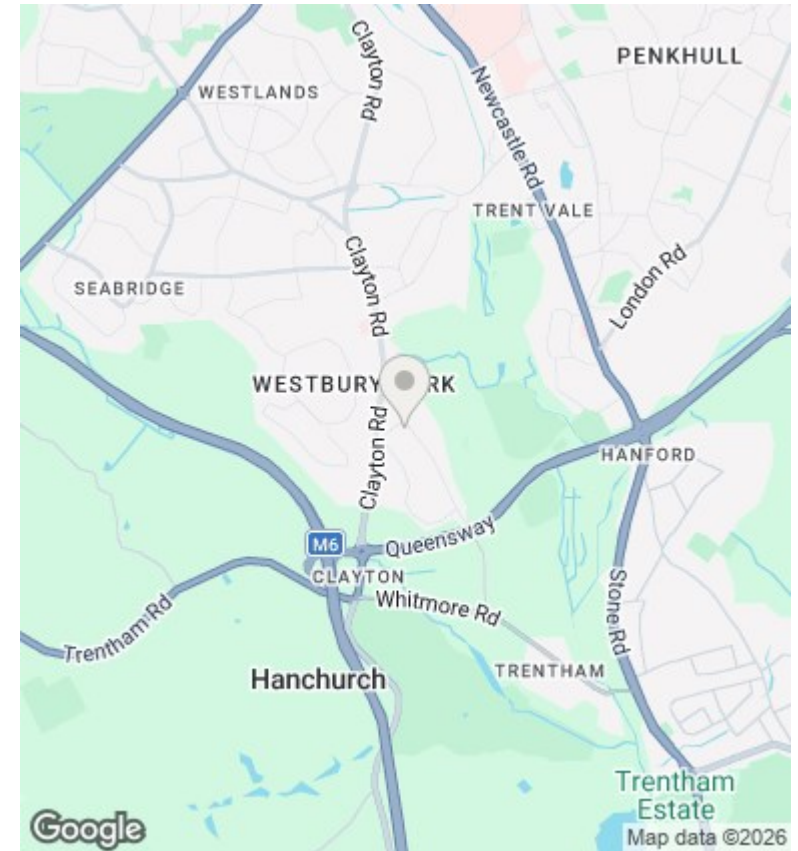 Clayton Rd
PENKHULL
WESTLANDS
Newcastle Rd
TRENT VALE
Clayton Rd
London Rd
SEABRIDGE
WESTBURY RK
Clayton Rd
HANFORD
M6
Queensway
CLAYTON
Whitmore Rd
Stone Rd
Trentham Rd
TRENTHAM
Hanchurch
Trentham
Estate
Google
Map data ©2026